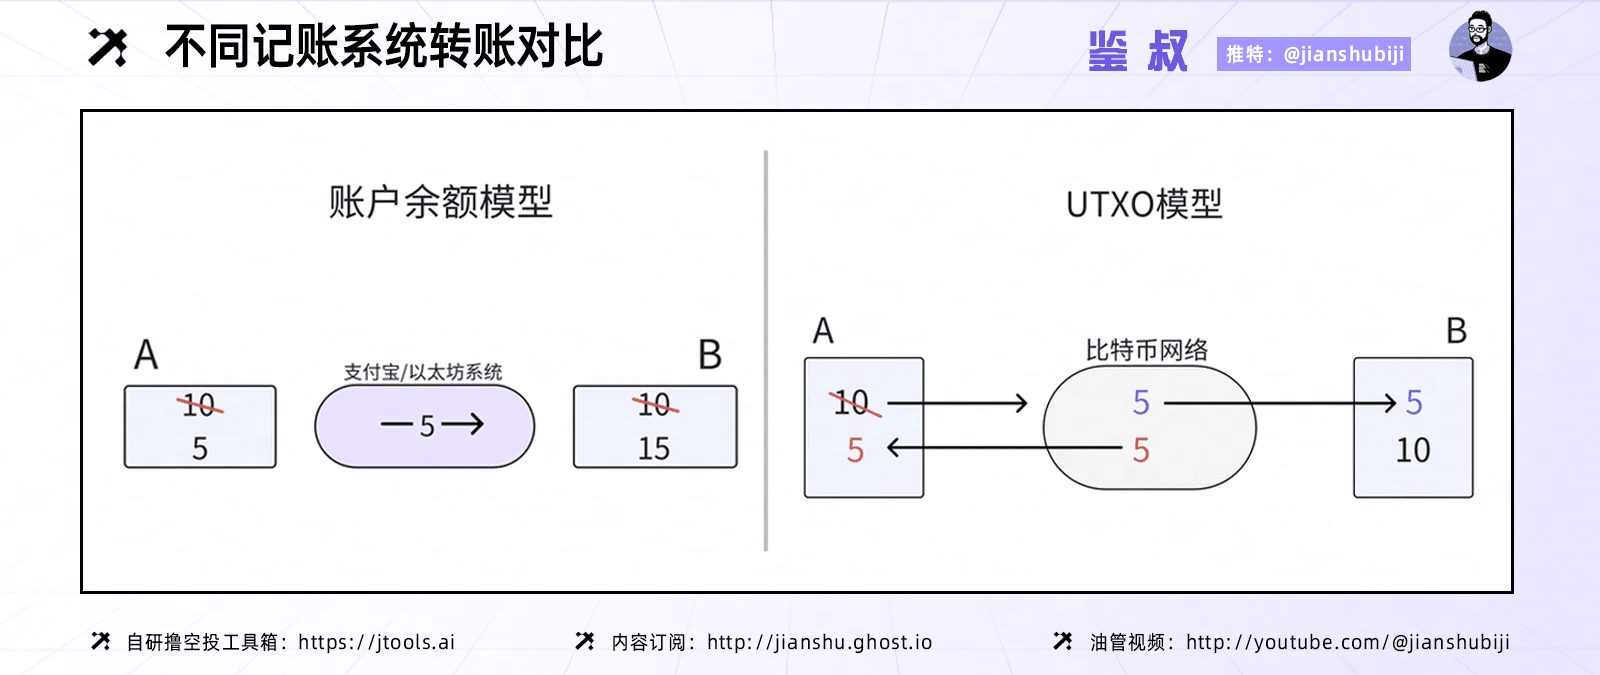 不同记账系统转账对比
鉴 叔
推特：@jianshubiji
账户余额模型
A
10
5
支付宝/以太坊系统
5
B
10
15
UTXO模型
A
10
5
比特币网络
5
5
B
5
10
自研撸空投工具箱：https://jtools.ai
内容订阅：http://jianshu.ghost.io
油管视频：http://youtube.com/@jianshubiji